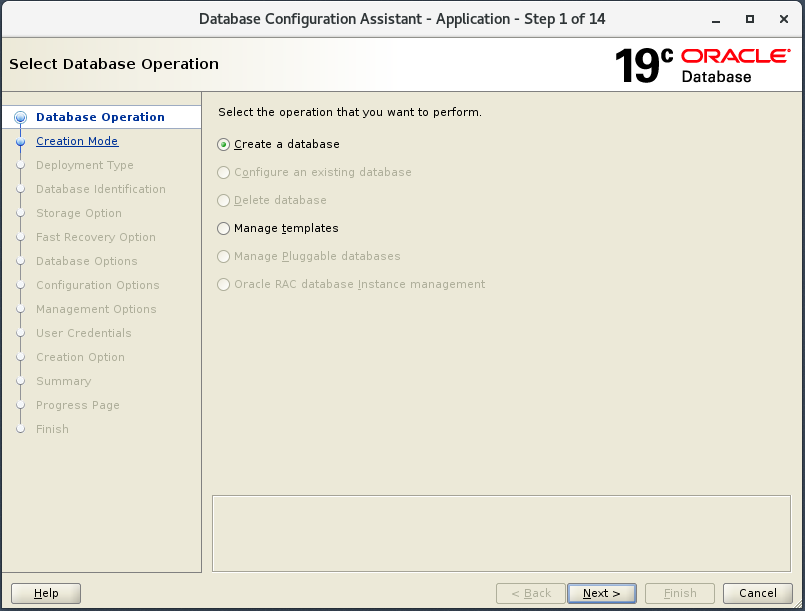 Database Configuration Assistant - Application - Step 1 of 14
Select Database Operation
19c ORACLE
Database
Database Operation
Creation Mode
Deployment Type
Database Identification
Storage Option
Fast Recovery Option
Database Options
Configuration Options
Management Options
User Credentials
Creation Option
Summary
Progress Page
Finish
Select the operation that you want to perform.
Create a database
Configure an existing database
Delete database
Manage templates
Manage Pluggable databases
Oracle RAC database Instance management
Help
< Back
Next >
Finish
Cancel